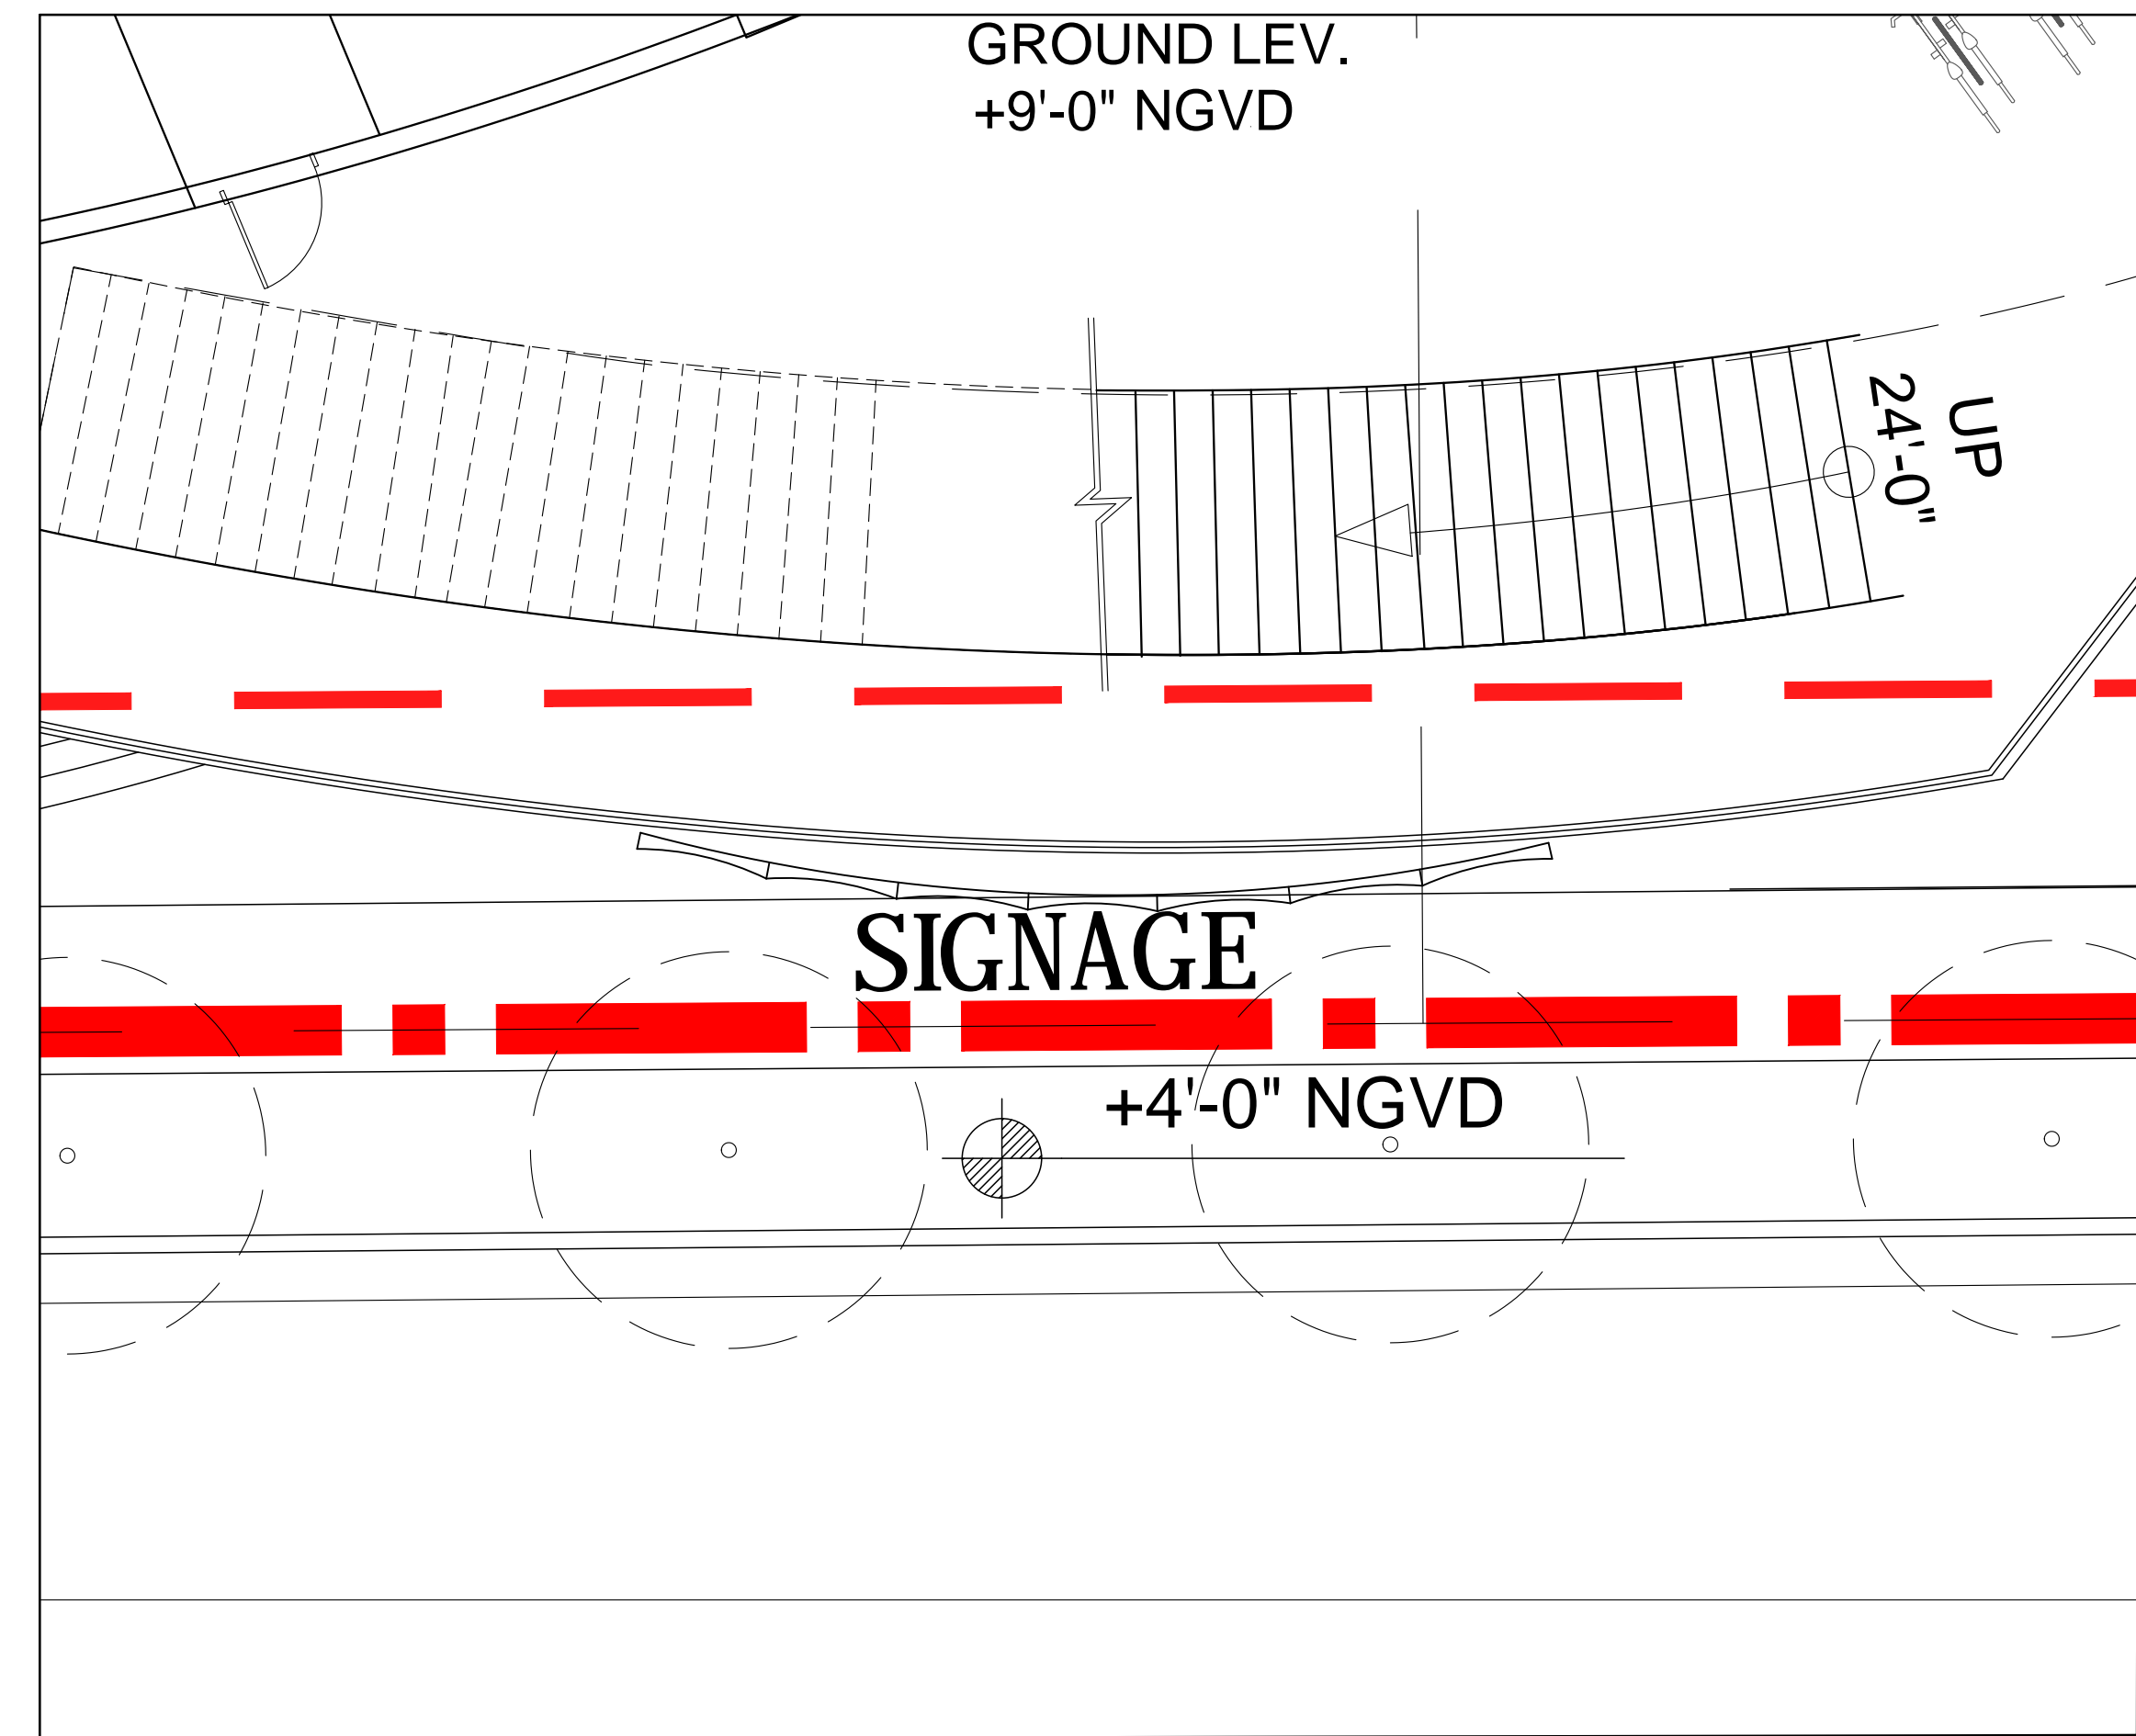 GROUND LEV.
+9'-0" NGVD
UP
24'-0"
SIGNAGE
+4'-0" NGVD